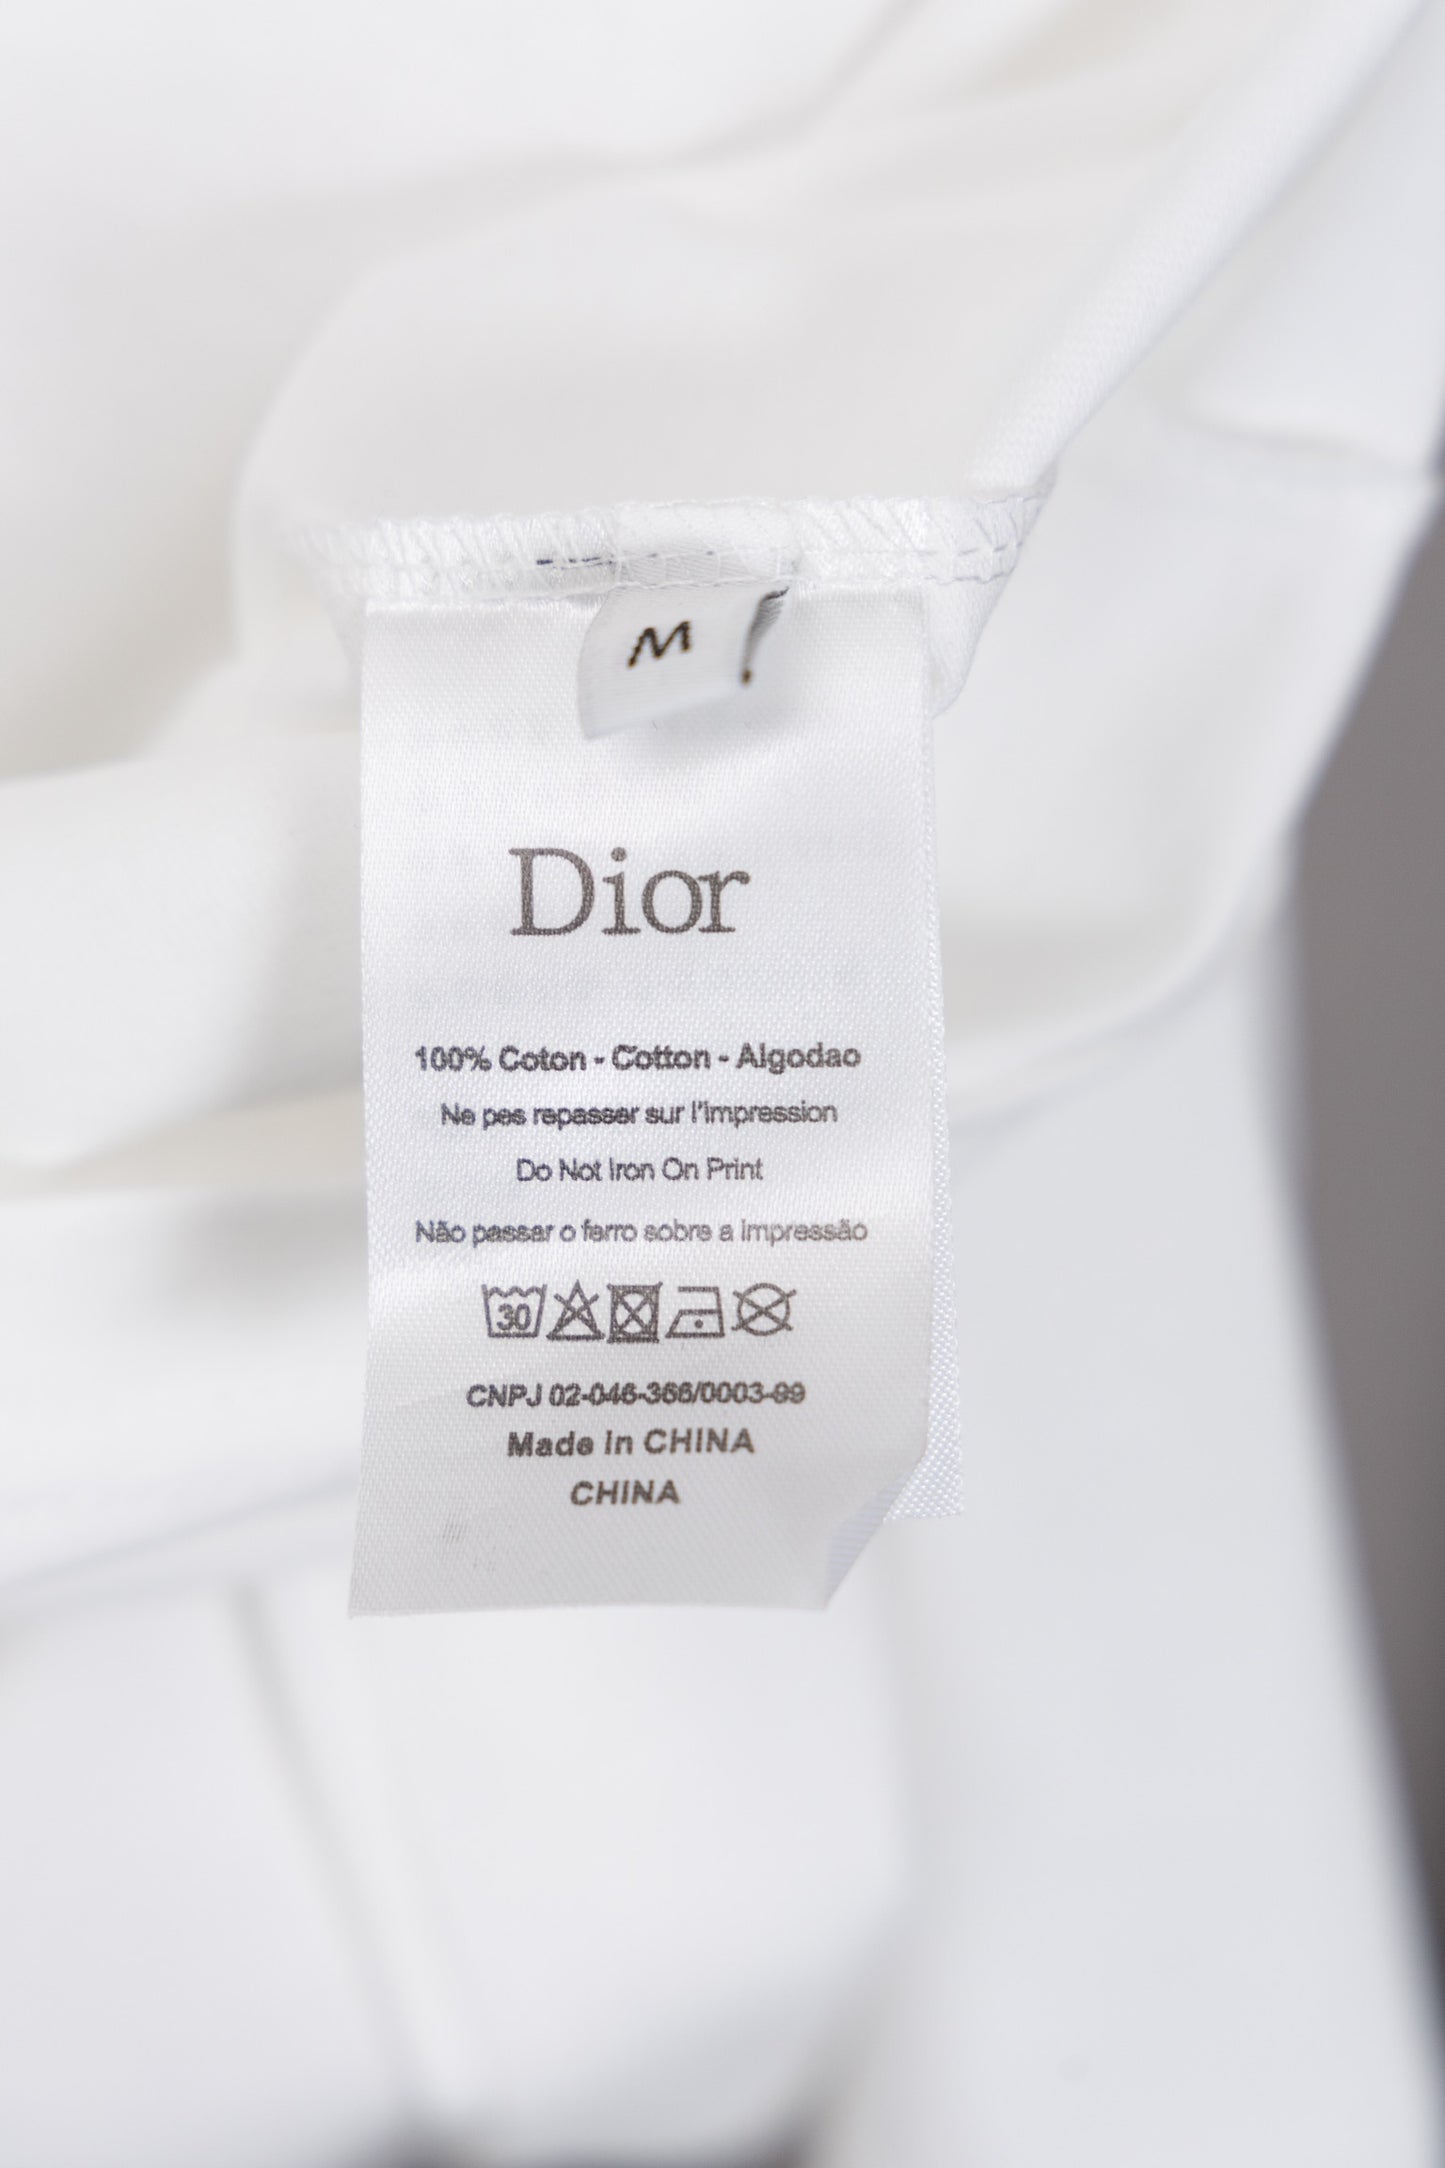 M
Dior
100% Coton - Cotton - Algodao
Ne pes repasser sur l'impression
Do Not Iron On Print
Não passar o ferro sobre a impressão
30
CNPJ 02-046-366/0003-99
Made in CHINA
CHINA